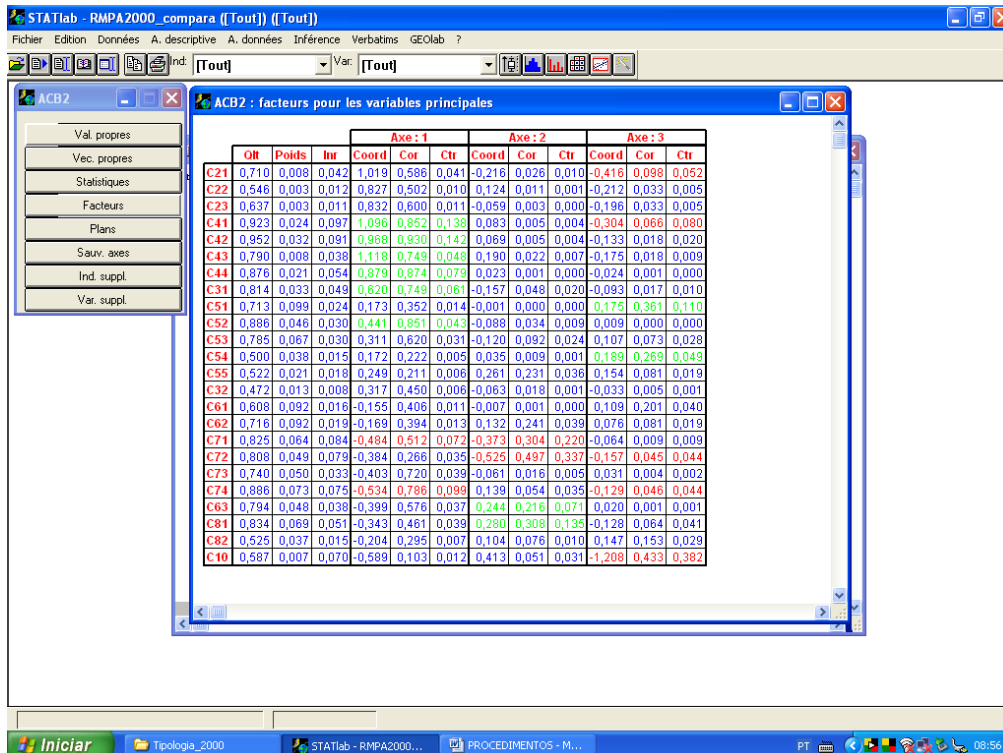 STATlab - RMPA2000_compara ([Tout]) ([Tout])
Fichier Edition Données A. descriptive A. données Inférence Verbatims GEOlab ?
Ind: [Tout] Var: [Tout]
ACB2
Val. propres
Vec. propres
Statistiques
Facteurs
Plans
Sauv. axes
Ind. suppl.
Var. suppl.
ACB2 : facteurs pour les variables principales
Axe : 1 Axe : 2 Axe : 3
Qlt Poids Inr Coord Cor Ctr Coord Cor Ctr Coord Cor Ctr
C21 0,710 0,008 0,042 1,019 0,586 0,041 -0,216 0,026 0,010 -0,416 0,098 0,052
C22 0,546 0,003 0,012 0,827 0,502 0,010 0,124 0,011 0,001 -0,212 0,033 0,005
C23 0,637 0,003 0,011 0,832 0,600 0,011 -0,059 0,003 0,000 -0,196 0,033 0,005
C41 0,923 0,024 0,097 1,096 0,852 0,138 0,083 0,005 0,004 -0,304 0,066 0,080
C42 0,952 0,032 0,091 0,968 0,930 0,142 0,069 0,005 0,004 -0,133 0,018 0,020
C43 0,790 0,008 0,038 1,118 0,749 0,048 0,190 0,022 0,007 -0,175 0,018 0,009
C44 0,876 0,021 0,054 0,879 0,874 0,079 0,023 0,001 0,000 -0,024 0,001 0,000
C31 0,814 0,033 0,049 0,620 0,749 0,061 -0,157 0,048 0,020 -0,093 0,017 0,010
C51 0,713 0,099 0,024 0,173 0,352 0,014 -0,001 0,000 0,000 0,175 0,361 0,110
C52 0,886 0,046 0,030 0,441 0,851 0,043 -0,088 0,034 0,009 0,009 0,000 0,000
C53 0,785 0,067 0,030 0,311 0,620 0,031 -0,120 0,092 0,024 0,107 0,073 0,028
C54 0,500 0,038 0,015 0,172 0,222 0,005 0,035 0,009 0,001 0,189 0,269 0,049
C55 0,522 0,021 0,018 0,249 0,211 0,006 0,261 0,231 0,036 0,154 0,081 0,019
C32 0,472 0,013 0,008 0,317 0,450 0,006 -0,063 0,018 0,001 -0,033 0,005 0,001
C61 0,608 0,092 0,016 -0,155 0,406 0,011 -0,007 0,001 0,000 0,109 0,201 0,040
C62 0,716 0,092 0,019 -0,169 0,394 0,013 0,132 0,241 0,039 0,076 0,081 0,019
C71 0,825 0,064 0,084 -0,484 0,512 0,072 -0,373 0,304 0,220 -0,064 0,009 0,009
C72 0,808 0,049 0,079 -0,384 0,266 0,035 -0,525 0,497 0,337 -0,157 0,045 0,044
C73 0,740 0,050 0,033 -0,403 0,720 0,039 -0,061 0,016 0,005 0,031 0,004 0,002
C74 0,886 0,073 0,075 -0,534 0,786 0,099 0,139 0,054 0,035 -0,129 0,046 0,044
C63 0,794 0,048 0,038 -0,399 0,576 0,037 0,244 0,216 0,071 0,020 0,001 0,001
C81 0,834 0,069 0,051 -0,343 0,461 0,039 0,280 0,308 0,135 -0,128 0,064 0,041
C82 0,525 0,037 0,015 -0,204 0,295 0,007 0,104 0,076 0,010 0,147 0,153 0,029
C10 0,587 0,007 0,070 -0,589 0,103 0,012 0,413 0,051 0,031 -1,208 0,433 0,382
Iniciar Tipologia_2000 STATlab - RMPA2000... PROCEDIMENTOS - M... PT 08:56